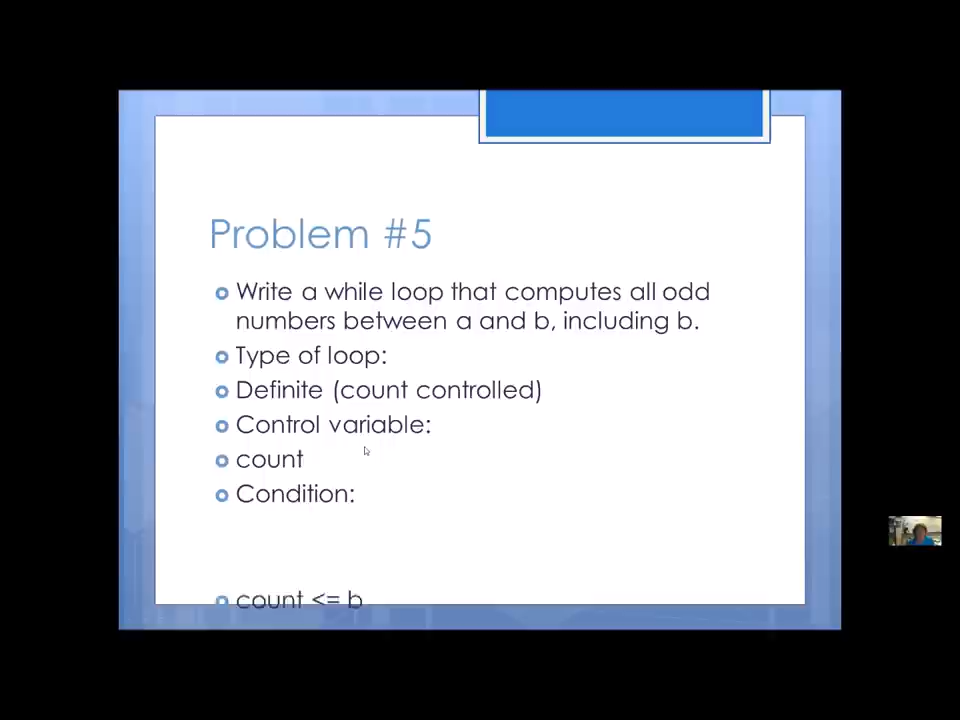 Problem #5
Write a while loop that computes all odd
numbers between a and b, including b.
Type of loop:
Definite (count controlled)
Control variable:
count
Condition:
count <= b